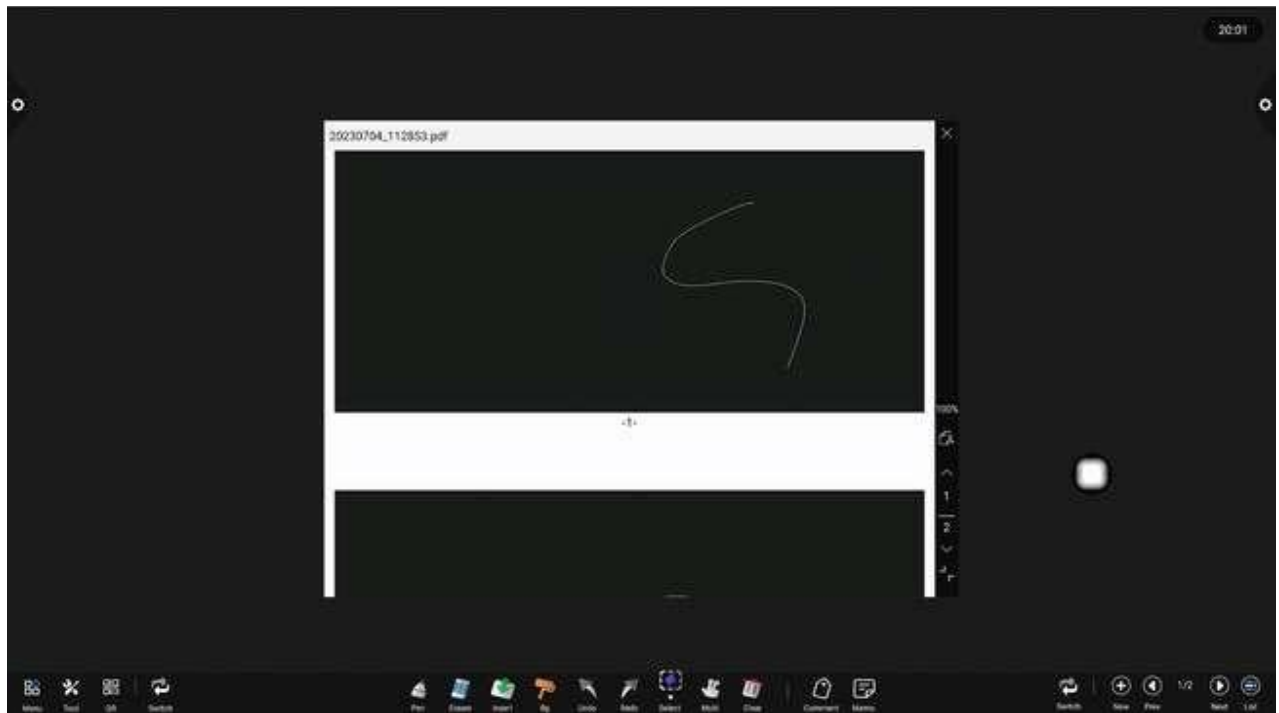 20:01
20230704_112853.pdf
-1-
100%
1
2
Menu Tool QR Switch Pen Eraser Insert Bg Undo Redo Select Multi Clear Comment Memo Switch New Prev 1/2 Next List